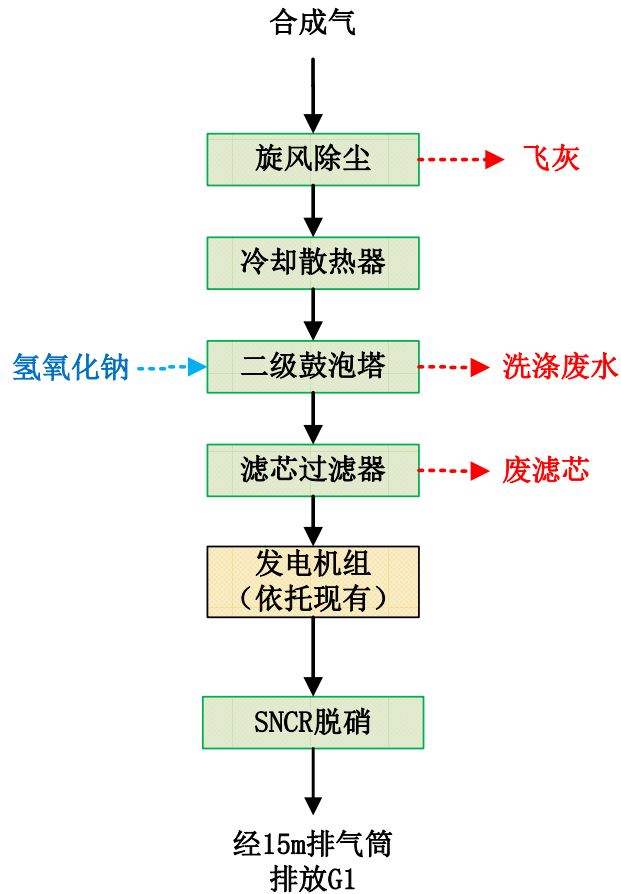 合成气
旋风除尘
飞灰
冷却散热器
氢氧化钠
二级鼓泡塔
洗涤废水
滤芯过滤器
废滤芯
发电机组
（依托现有）
SNCR脱硝
经15m排气筒
排放G1